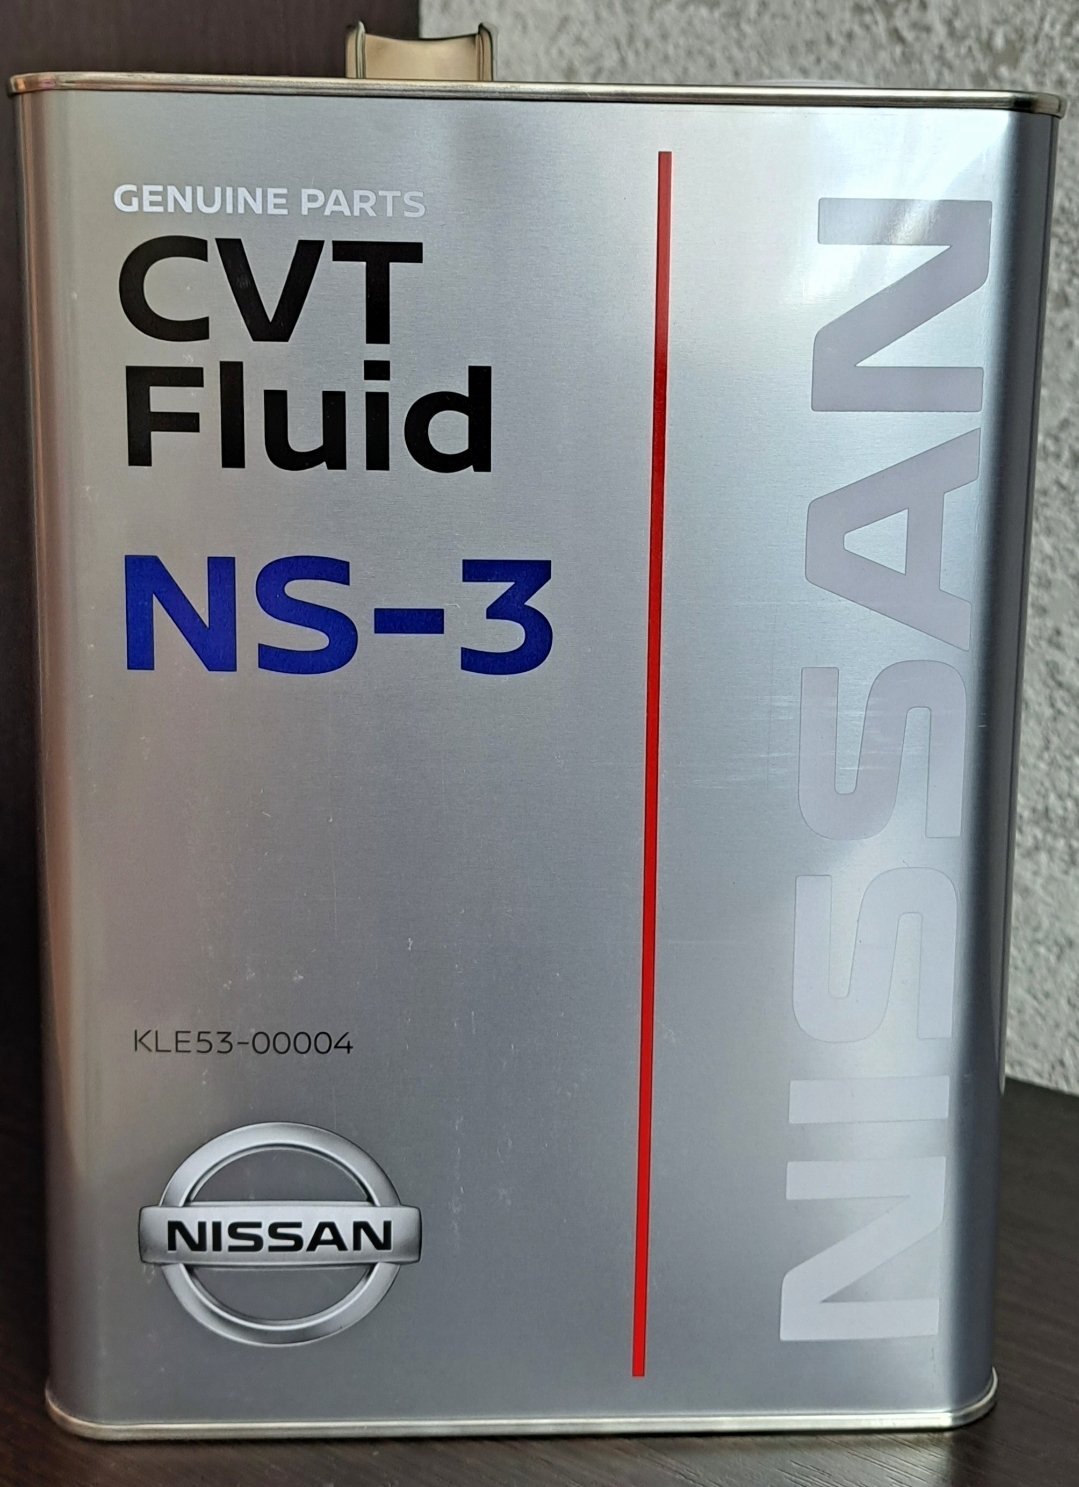 GENUINE PARTS
CVT
Fluid
NS-3
KLE53-00004
NISSAN
NISSAN